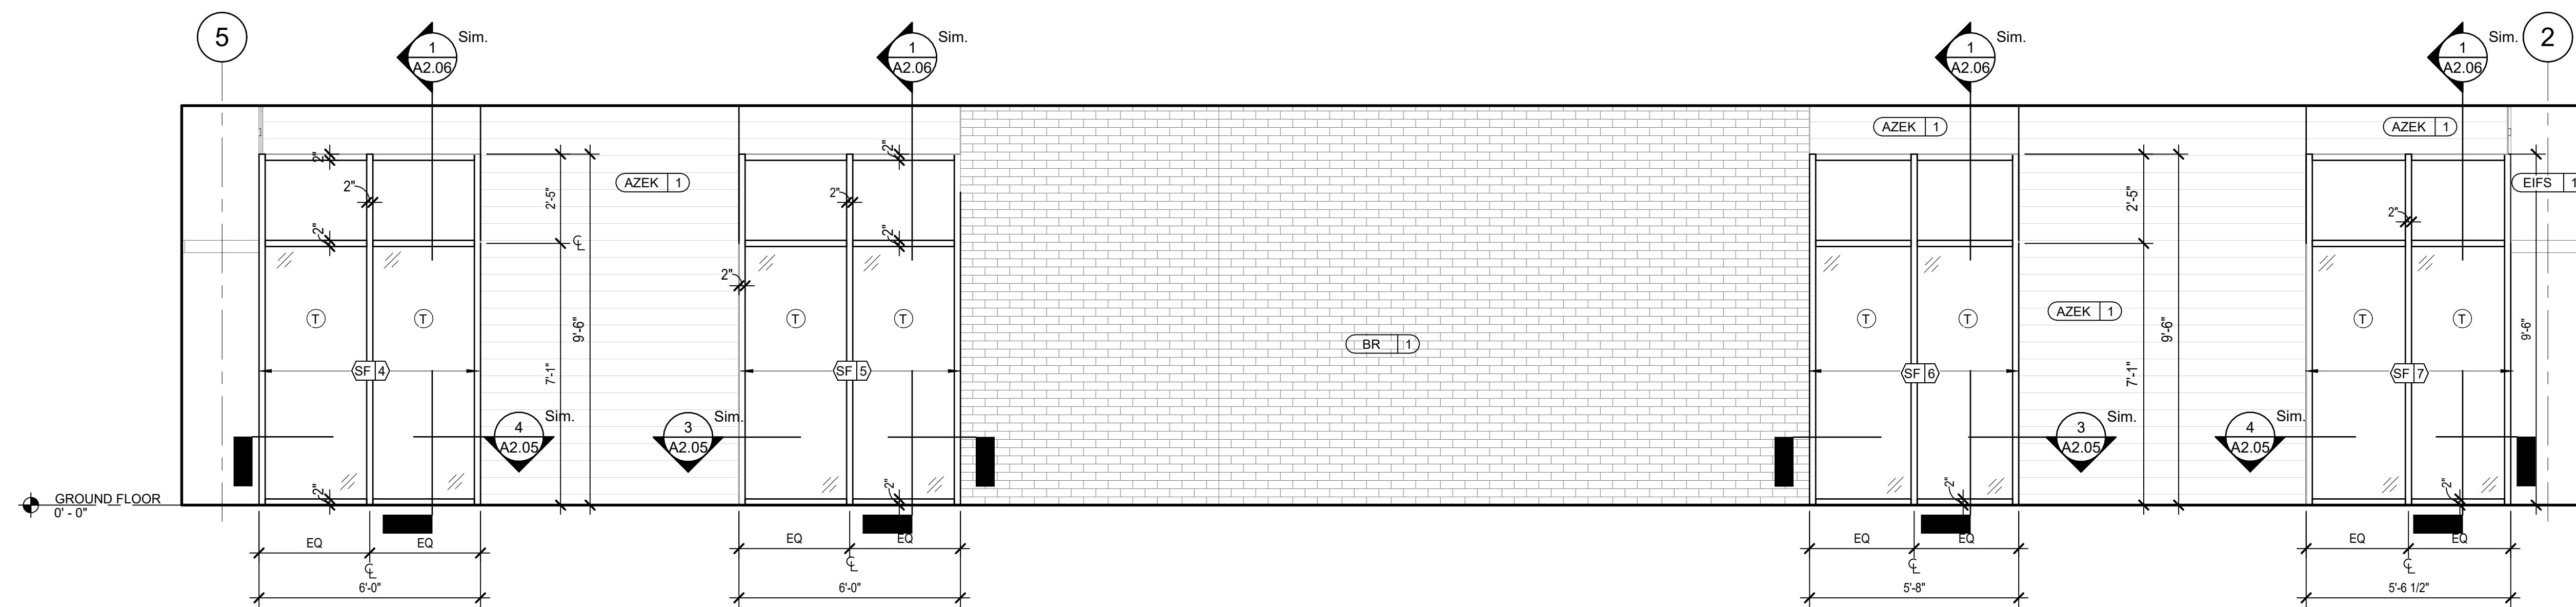 5
1
A2.06
Sim.
1
A2.06
Sim.
1
A2.06
Sim.
1
A2.06
Sim.
2
AZEK 1
AZEK 1
AZEK 1
EIFS 1
2"
2"
2"
2"
2"
2"
2"
2"
2'-5"
2'-5"
℄
9'-6"
9'-6"
9'-6"
7'-1"
7'-1"
T
T
T
T
T
T
T
T
AZEK 1
BR 1
SF 4
SF 5
SF 6
SF 7
4
A2.05
Sim.
3
A2.05
Sim.
3
A2.05
Sim.
4
A2.05
Sim.
2"
2"
2"
2"
GROUND FLOOR
0' - 0"
EQ
EQ
EQ
EQ
EQ
EQ
EQ
EQ
℄
℄
℄
℄
6'-0"
6'-0"
5'-8"
5'-6 1/2"